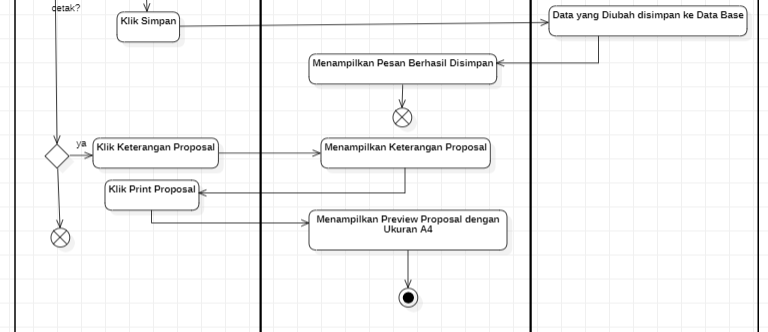 cetak?
Klik Simpan
Data yang Diubah disimpan ke Data Base
Menampilkan Pesan Berhasil Disimpan
ya
Klik Keterangan Proposal
Menampilkan Keterangan Proposal
Klik Print Proposal
Menampilkan Preview Proposal dengan
Ukuran A4